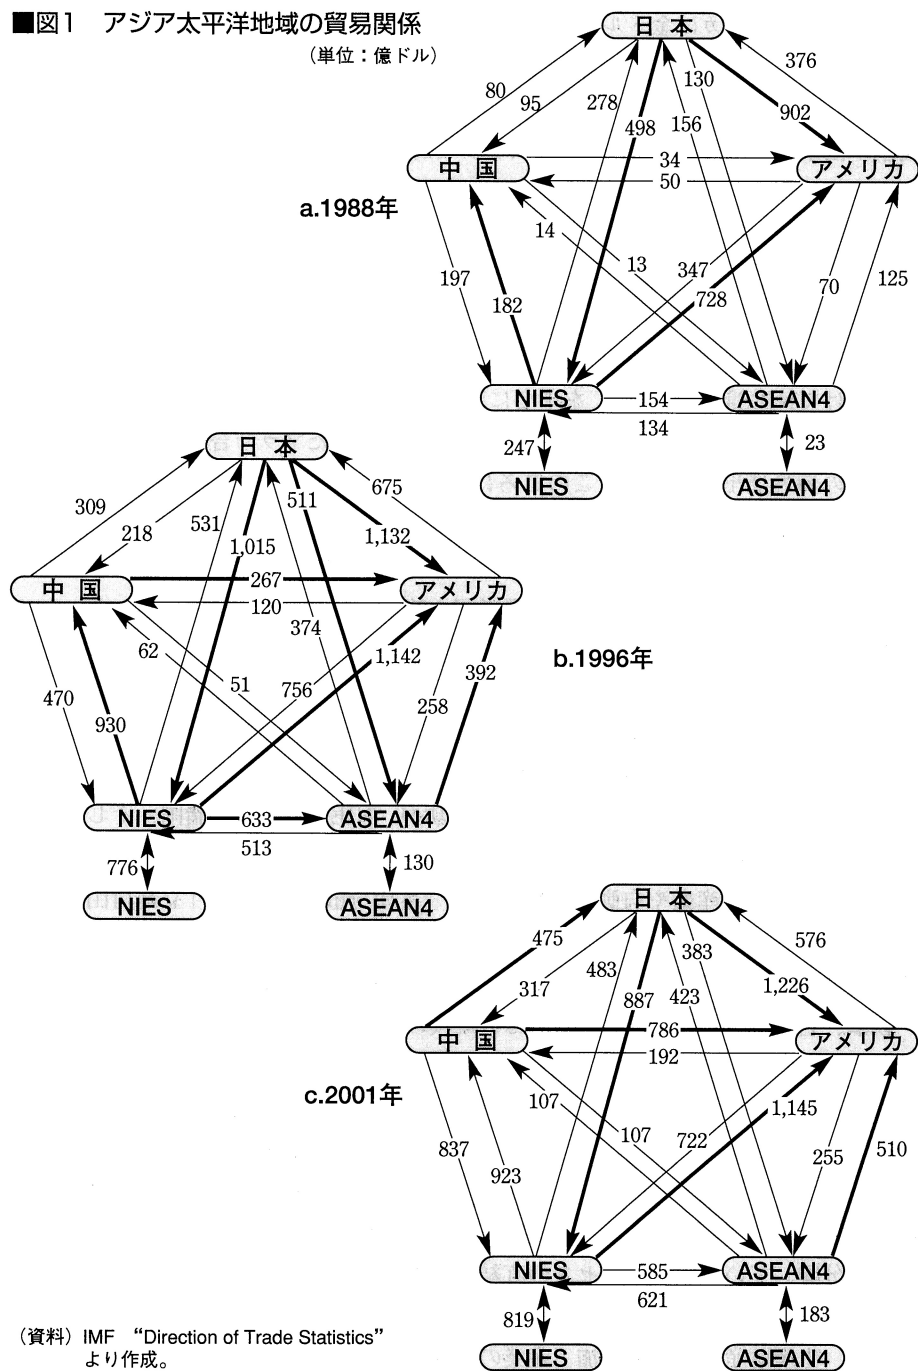 ■図1 アジア太平洋地域の貿易関係
(単位:億ドル)
日本
80
95
278
498
156
130
902
376
中国
34
50
アメリカ
a.1988年
14
13
197
182
347
728
70
125
NIES
154
134
ASEAN4
247
23
NIES
ASEAN4
日本
309
218
531
1,015
511
675
1,132
中国
267
120
アメリカ
b.1996年
62
51
374
470
930
756
1,142
258
392
NIES
633
513
ASEAN4
776
130
NIES
ASEAN4
日本
475
317
483
887
423
383
576
1,226
中国
786
192
アメリカ
c.2001年
107
107
837
923
722
1,145
255
510
NIES
585
621
ASEAN4
819
183
NIES
ASEAN4
(資料) IMF “Direction of Trade Statistics”
より作成。